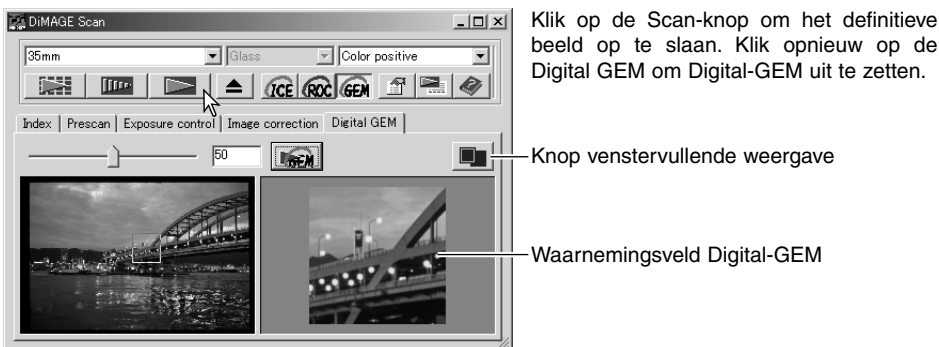 DiMAGE Scan
35mm Glass Color positive
ICE ROC GEM
Index Prescan Exposure control Image correction Digital GEM
50 GEM
Klik op de Scan-knop om het definitieve
beeld op te slaan. Klik opnieuw op de
Digital GEM om Digital-GEM uit te zetten.
Knop venstervullende weergave
Waarnemingsveld Digital-GEM